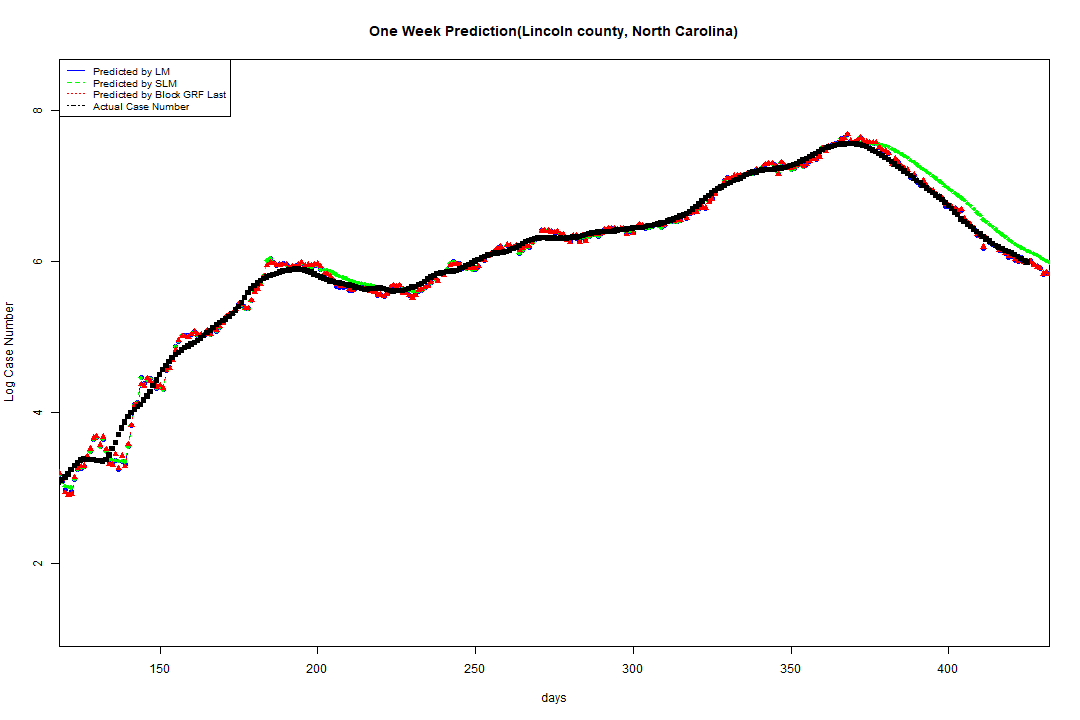 One Week Prediction(Lincoln county, North Carolina)
Predicted by LM
Predicted by SLM
Predicted by Block GRF Last
Actual Case Number
8
6
4
2
Log Case Number
150 200 250 300 350 400
days